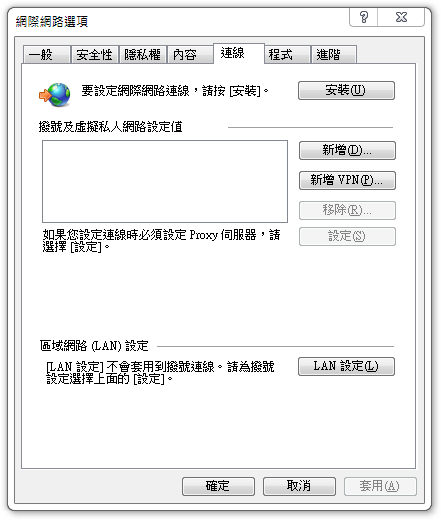 網際網路選項
一般 安全性 隱私權 內容 連線 程式 進階
要設定網際網路連線，請按 [安裝]。 安裝(U)
撥號及虛擬私人網路設定值
新增(D)...
新增 VPN(P)...
移除(R)...
設定(S)
如果您設定連線時必須設定 Proxy 伺服器，請
選擇 [設定]。
區域網路 (LAN) 設定
[LAN 設定] 不會套用到撥號連線。請為撥號
設定選擇上面的 [設定]。
LAN 設定(L)
確定 取消 套用(A)